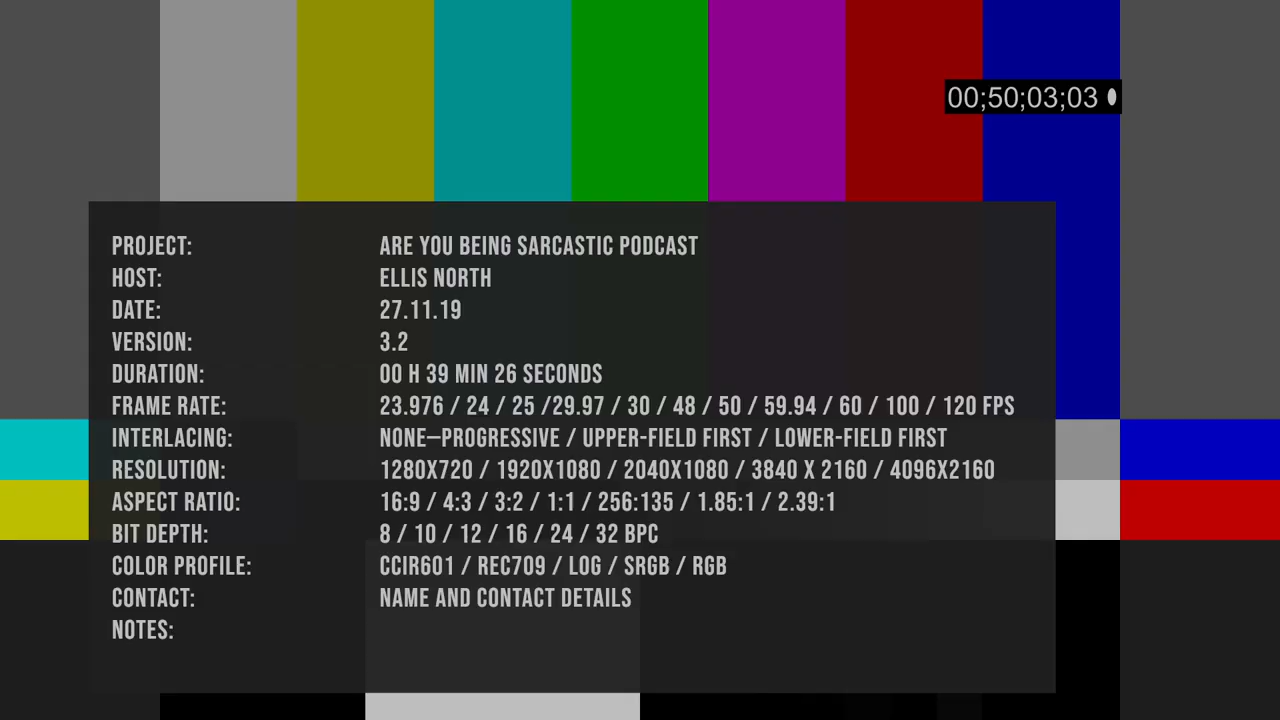 00;50;03;03
PROJECT: ARE YOU BEING SARCASTIC PODCAST
HOST: ELLIS NORTH
DATE: 27.11.19
VERSION: 3.2
DURATION: 00 H 39 MIN 26 SECONDS
FRAME RATE: 23.976 / 24 / 25 /29.97 / 30 / 48 / 50 / 59.94 / 60 / 100 / 120 FPS
INTERLACING: NONE–PROGRESSIVE / UPPER-FIELD FIRST / LOWER-FIELD FIRST
RESOLUTION: 1280X720 / 1920X1080 / 2040X1080 / 3840 X 2160 / 4096X2160
ASPECT RATIO: 16:9 / 4:3 / 3:2 / 1:1 / 256:135 / 1.85:1 / 2.39:1
BIT DEPTH: 8 / 10 / 12 / 16 / 24 / 32 BPC
COLOR PROFILE: CCIR601 / REC709 / LOG / SRGB / RGB
CONTACT: NAME AND CONTACT DETAILS
NOTES: